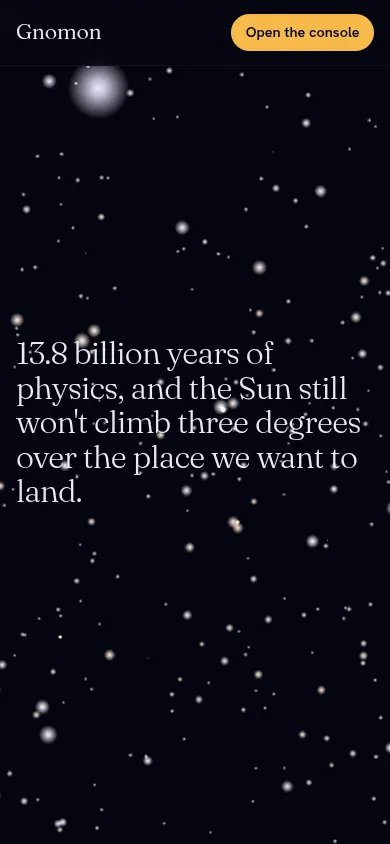 Gnomon
Open the console
13.8 billion years of
physics, and the Sun still
won't climb three degrees
over the place we want to
land.